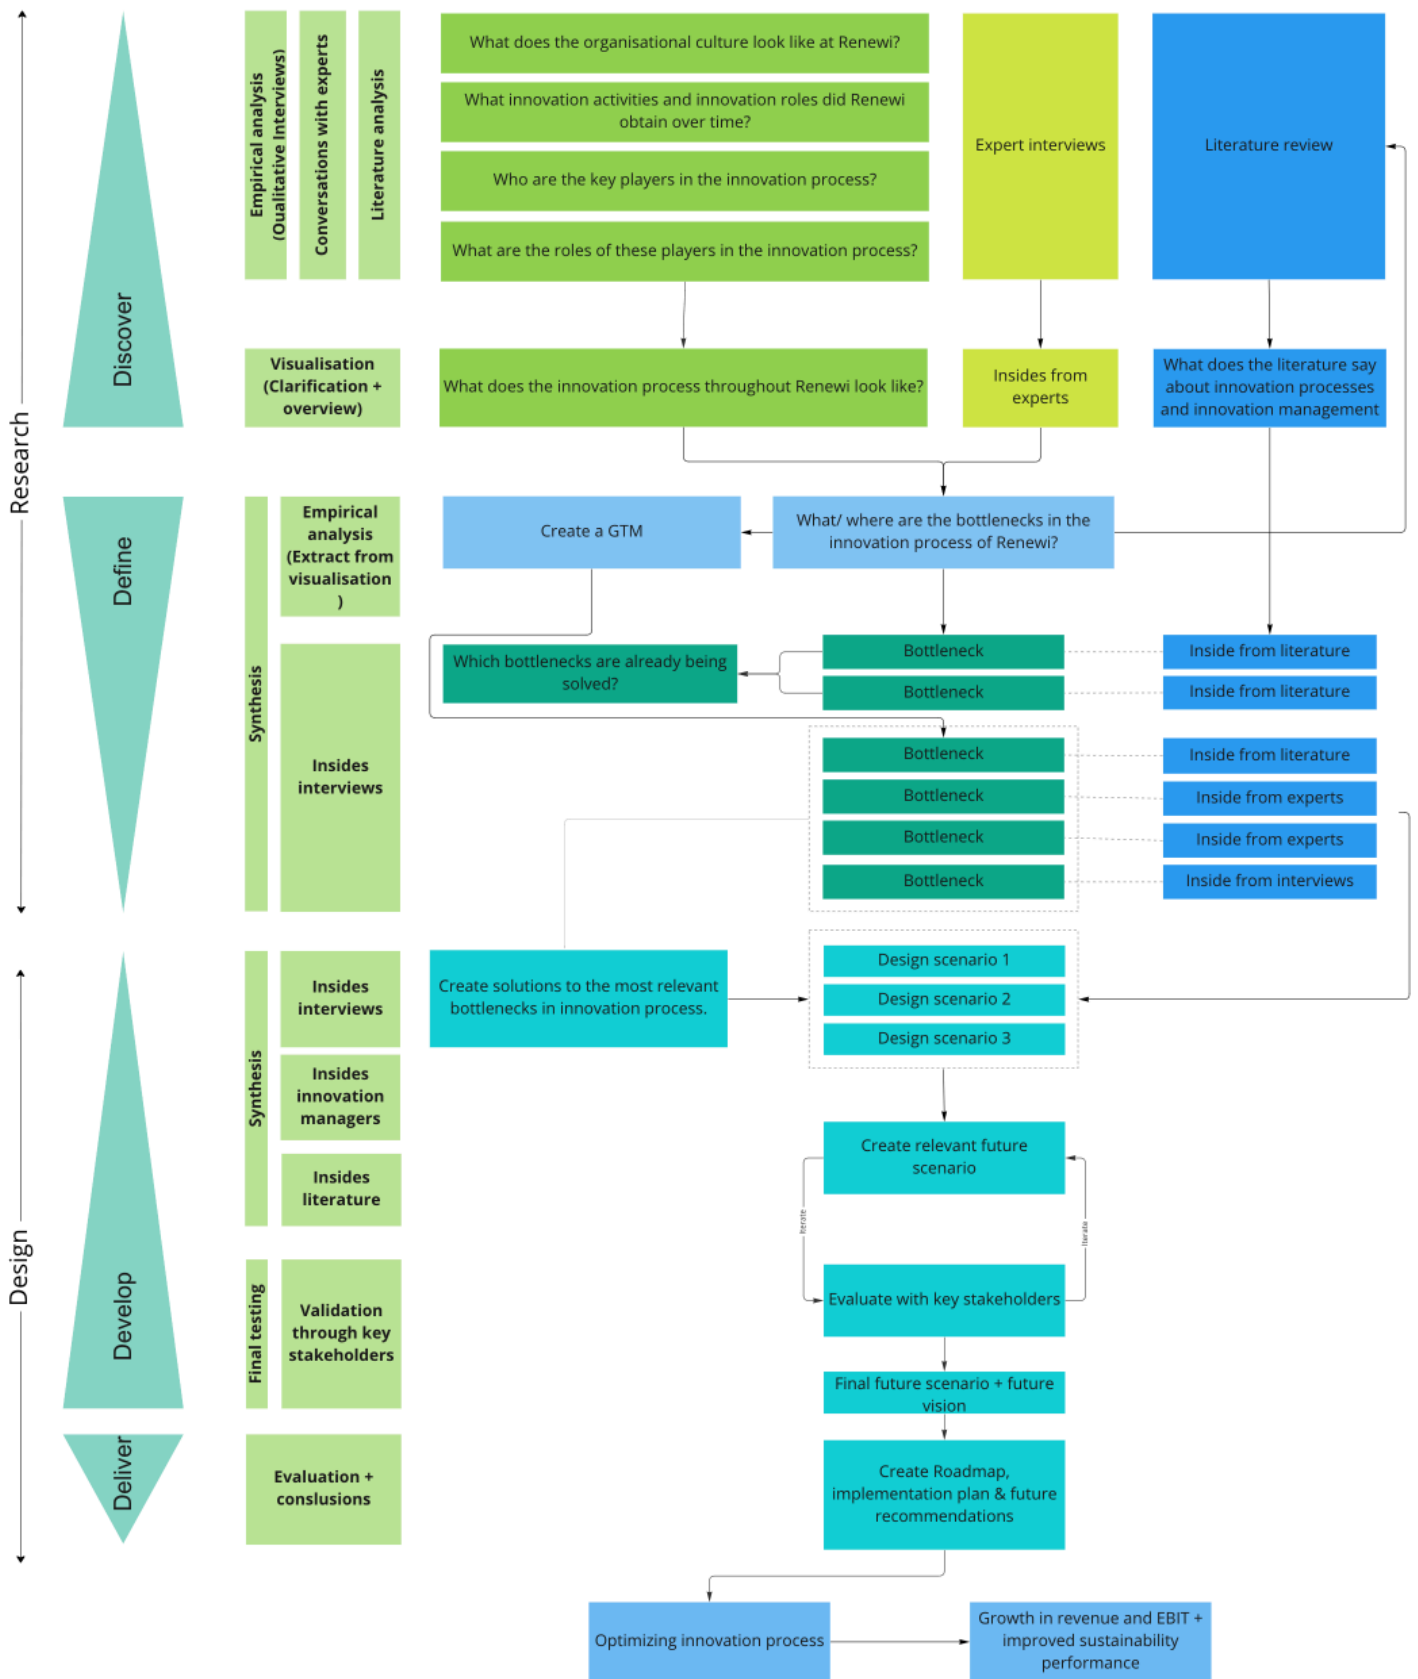 Research
Discover
Empirical analysis
(Oualitative Interviews)
Conversations with experts
Literature analysis
What does the organisational culture look like at Renewi?
What innovation activities and innovation roles did Renewi
obtain over time?
Who are the key players in the innovation process?
What are the roles of these players in the innovation process?
Expert interviews
Literature review
Visualisation
(Clarification +
overview)
What does the innovation process throughout Renewi look like?
Insides from
experts
What does the literature say
about innovation processes
and innovation management
Define
Synthesis
Empirical
analysis
(Extract from
visualisation
)
Insides
interviews
Create a GTM
What/ where are the bottlenecks in the
innovation process of Renewi?
Which bottlenecks are already being
solved?
Bottleneck
Inside from literature
Bottleneck
Inside from literature
Bottleneck
Inside from literature
Bottleneck
Inside from experts
Bottleneck
Inside from experts
Bottleneck
Inside from interviews
Design
Develop
Synthesis
Insides
interviews
Insides
innovation
managers
Insides
literature
Create solutions to the most relevant
bottlenecks in innovation process.
Design scenario 1
Design scenario 2
Design scenario 3
Create relevant future
scenario
Iterate
Iterate
Final testing
Validation
through key
stakeholders
Evaluate with key stakeholders
Final future scenario + future
vision
Deliver
Evaluation +
conslusions
Create Roadmap,
implementation plan & future
recommendations
Optimizing innovation process
Growth in revenue and EBIT +
improved sustainability
performance